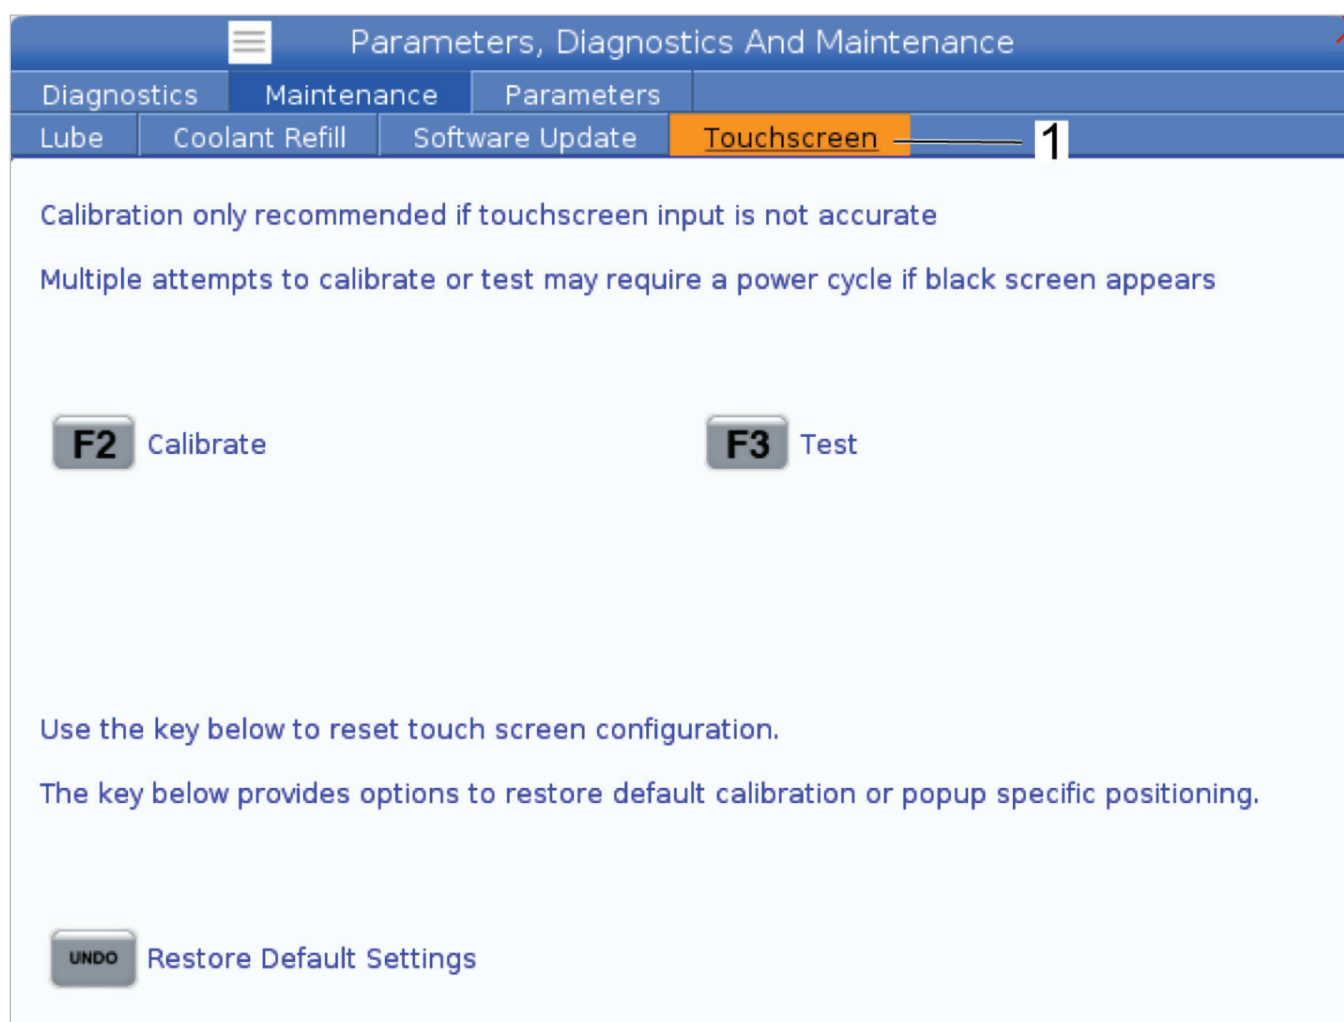 Parameters, Diagnostics And Maintenance
Diagnostics Maintenance Parameters
Lube Coolant Refill Software Update Touchscreen 1
Calibration only recommended if touchscreen input is not accurate
Multiple attempts to calibrate or test may require a power cycle if black screen appears
F2 Calibrate F3 Test
Use the key below to reset touch screen configuration.
The key below provides options to restore default calibration or popup specific positioning.
UNDO Restore Default Settings